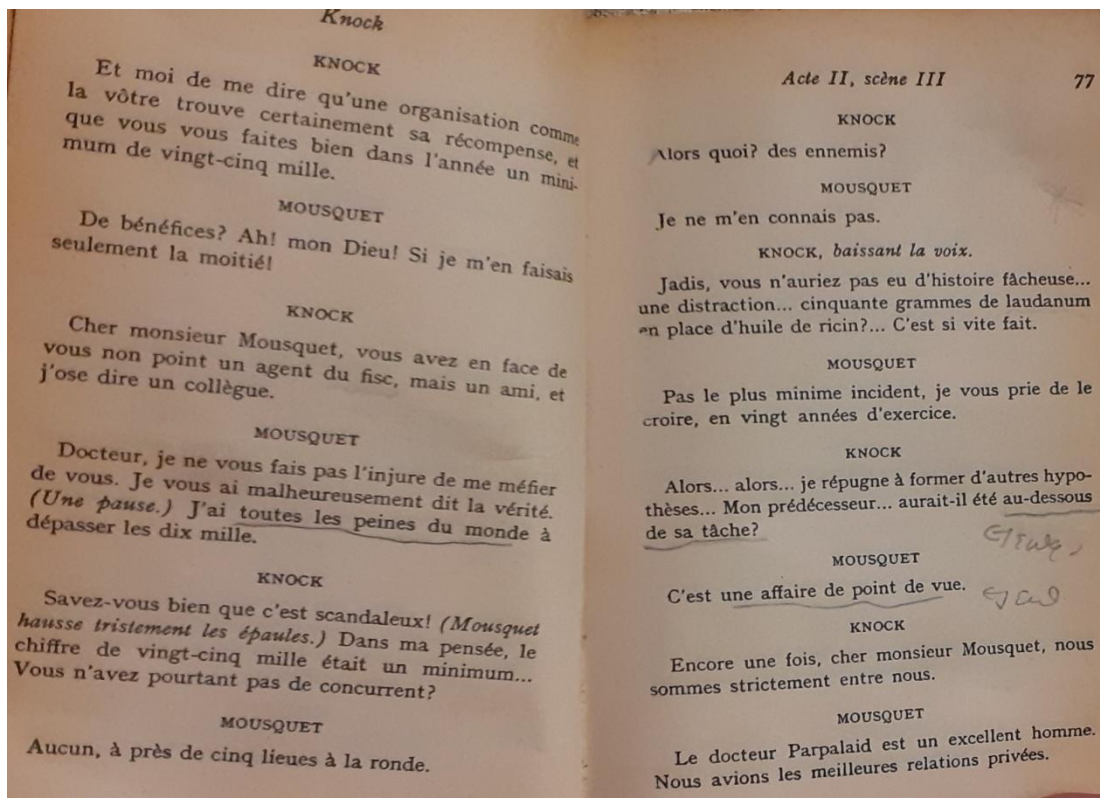 Knock
KNOCK
Et moi de me dire qu'une organisation comme
la vôtre trouve certainement sa récompense, et
que vous vous faites bien dans l'année un mini-
mum de vingt-cinq mille.
MOUSQUET
De bénéfices? Ah! mon Dieu! Si je m'en faisais
seulement la moitié!
KNOCK
Cher monsieur Mousquet, vous avez en face de
vous non point un agent du fisc, mais un ami, et
j'ose dire un collègue.
MOUSQUET
Docteur, je ne vous fais pas l'injure de me méfier
de vous. Je vous ai malheureusement dit la vérité.
(Une pause.) J'ai toutes les peines du monde à
dépasser les dix mille.
KNOCK
Savez-vous bien que c'est scandaleux! (Mousquet
hausse tristement les épaules.) Dans ma pensée, le
chiffre de vingt-cinq mille était un minimum...
Vous n'avez pourtant pas de concurrent?
MOUSQUET
Aucun, à près de cinq lieues à la ronde.
Acte II, scène III 77
KNOCK
Alors quoi? des ennemis?
MOUSQUET
Je ne m'en connais pas.
KNOCK, baissant la voix.
Jadis, vous n'auriez pas eu d'histoire fâcheuse...
une distraction... cinquante grammes de laudanum
en place d'huile de ricin?... C'est si vite fait.
MOUSQUET
Pas le plus minime incident, je vous prie de le
croire, en vingt années d'exercice.
KNOCK
Alors... alors... je répugne à former d'autres hypo-
thèses... Mon prédécesseur... aurait-il été au-dessous
de sa tâche?
MOUSQUET
C'est une affaire de point de vue.
KNOCK
Encore une fois, cher monsieur Mousquet, nous
sommes strictement entre nous.
MOUSQUET
Le docteur Parpalaid est un excellent homme.
Nous avions les meilleures relations privées.